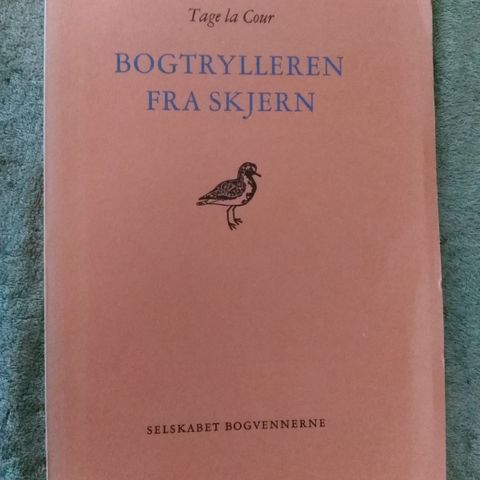 Tage la Cour
BOGTRYLLEREN
FRA SKJERN
SELSKABET BOGVENNERNE